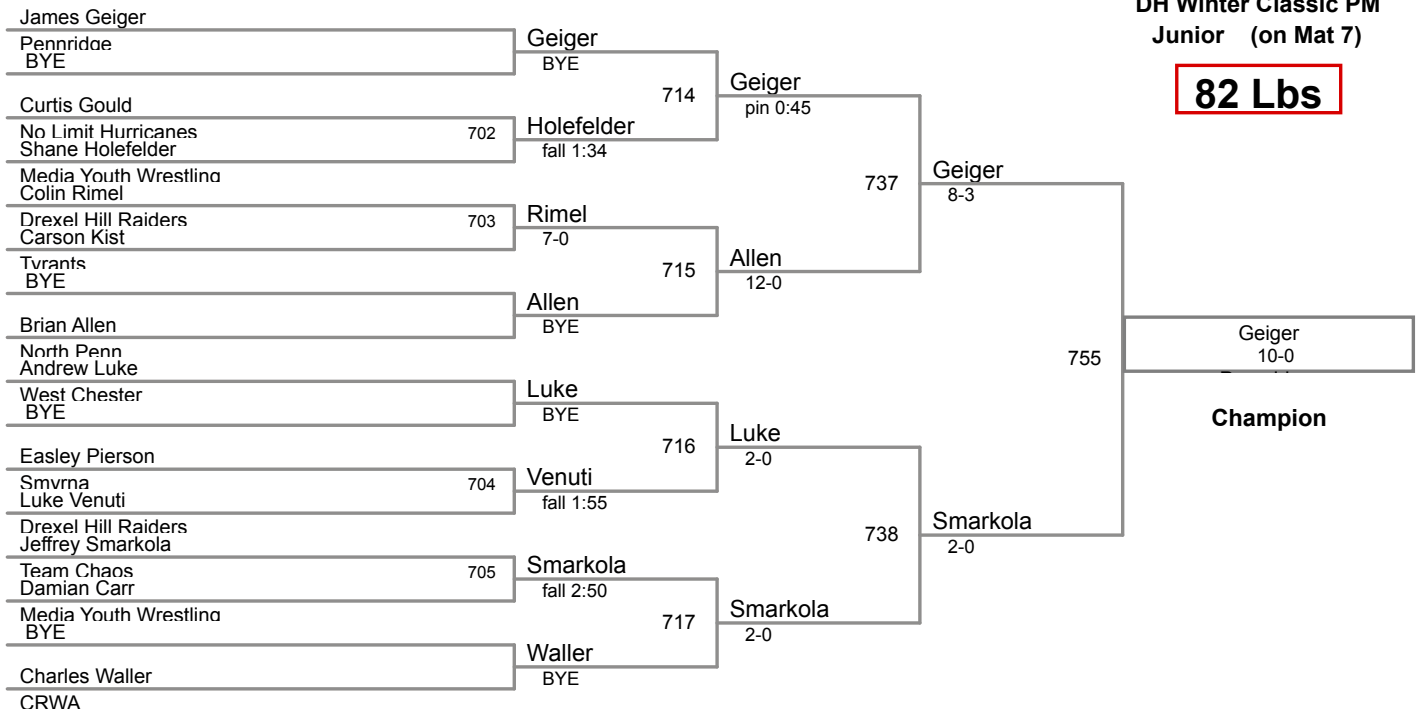 DH Winter Classic PM
Junior (on Mat 7)
82 Lbs
James Geiger
Pennridge
BYE
Curtis Gould
No Limit Hurricanes
Shane Holefelder
Media Youth Wrestling
Colin Rimel
Drexel Hill Raiders
Carson Kist
Tyrants
BYE
Brian Allen
North Penn
Andrew Luke
West Chester
BYE
Easley Pierson
Smyrna
Luke Venuti
Drexel Hill Raiders
Jeffrey Smarkola
Team Chaos
Damian Carr
Media Youth Wrestling
BYE
Charles Waller
CRWA
702
703
704
705
Geiger
BYE
Holefelder
fall 1:34
Rimel
7-0
Allen
BYE
Luke
BYE
Venuti
fall 1:55
Smarkola
fall 2:50
Waller
BYE
714
715
716
717
Geiger
pin 0:45
Allen
12-0
Luke
2-0
Smarkola
2-0
737
738
Geiger
8-3
Smarkola
2-0
755
Geiger
10-0
Champion